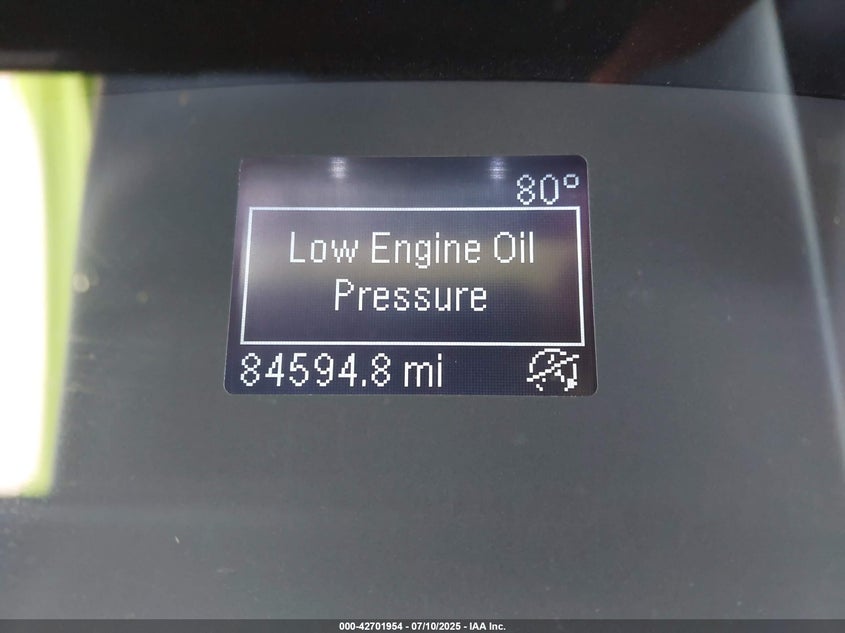 80°
Low Engine Oil
Pressure
84594.8 mi
000-42701954 - 07/10/2025 - IAA Inc.